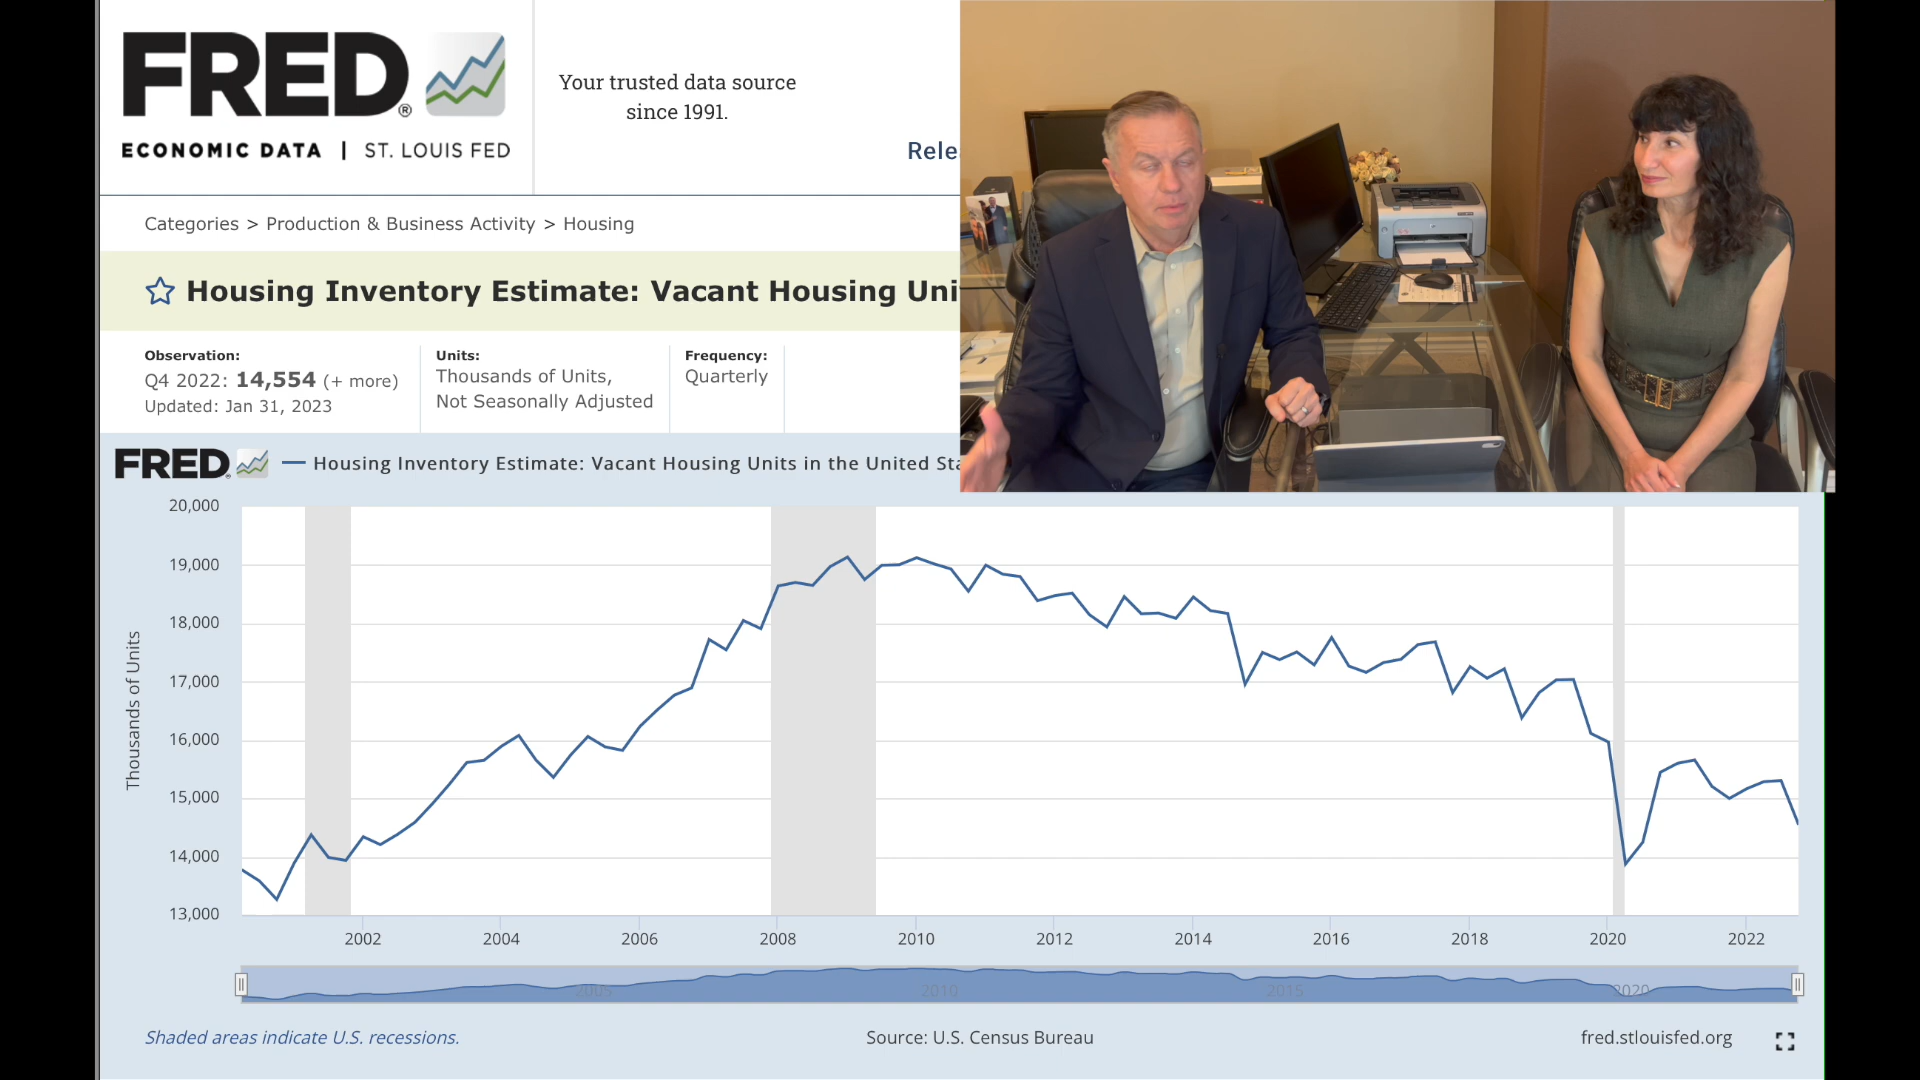 FRED®
ECONOMIC DATA | ST. LOUIS FED
Your trusted data source
since 1991.
Rele
Categories > Production & Business Activity > Housing
Housing Inventory Estimate: Vacant Housing Uni
Observation:
Q4 2022: 14,554 (+ more)
Updated: Jan 31, 2023
Units:
Thousands of Units,
Not Seasonally Adjusted
Frequency:
Quarterly
FRED
Housing Inventory Estimate: Vacant Housing Units in the United Sta
Thousands of Units
20,000
19,000
18,000
17,000
16,000
15,000
14,000
13,000
2002 2004 2006 2008 2010 2012 2014 2016 2018 2020 2022
2005 2010 2015 2020
Shaded areas indicate U.S. recessions.
Source: U.S. Census Bureau
fred.stlouisfed.org